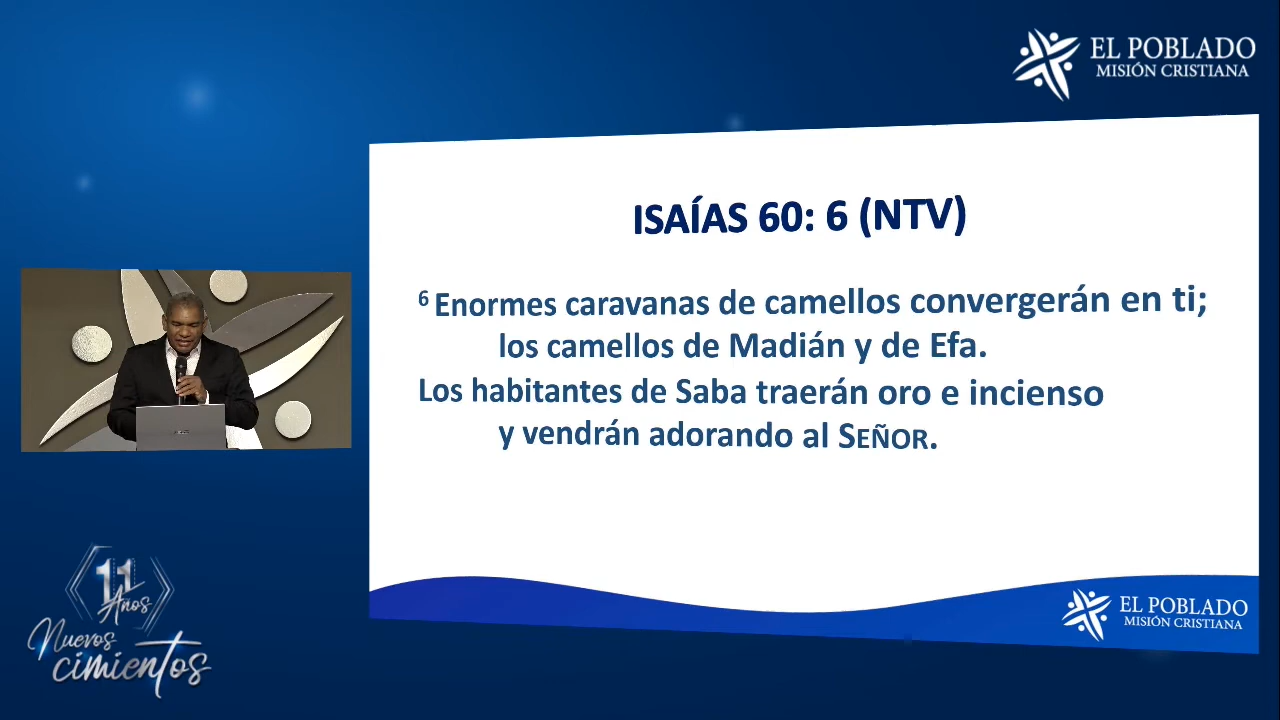 EL POBLADO
MISIÓN CRISTIANA
ISAÍAS 60: 6 (NTV)
6 Enormes caravanas de camellos convergerán en ti;
los camellos de Madián y de Efa.
Los habitantes de Saba traerán oro e incienso
y vendrán adorando al SEÑOR.
11
Años
Nuevos
cimientos
EL POBLADO
MISIÓN CRISTIANA